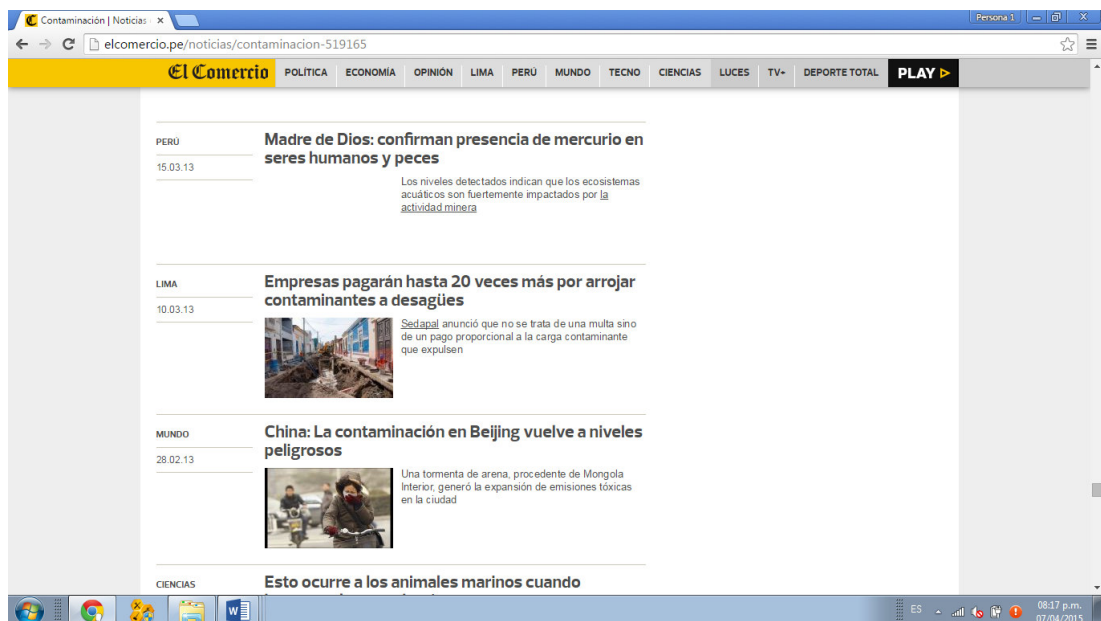 Contaminación | Noticias
Persona 1
elcomercio.pe/noticias/contaminacion-519165
El Comercio POLÍTICA ECONOMÍA OPINIÓN LIMA PERÚ MUNDO TECNO CIENCIAS LUCES TV+ DEPORTE TOTAL PLAY
PERÚ
15.03.13
Madre de Dios: confirman presencia de mercurio en
seres humanos y peces
Los niveles detectados indican que los ecosistemas
acuáticos son fuertemente impactados por la
actividad minera
LIMA
10.03.13
Empresas pagarán hasta 20 veces más por arrojar
contaminantes a desagües
Sedapal anunció que no se trata de una multa sino
de un pago proporcional a la carga contaminante
que expulsen
MUNDO
28.02.13
China: La contaminación en Beijing vuelve a niveles
peligrosos
Una tormenta de arena, procedente de Mongola
Interior, generó la expansión de emisiones tóxicas
en la ciudad
CIENCIAS
Esto ocurre a los animales marinos cuando
ES
08:17 p.m.
07/04/2015